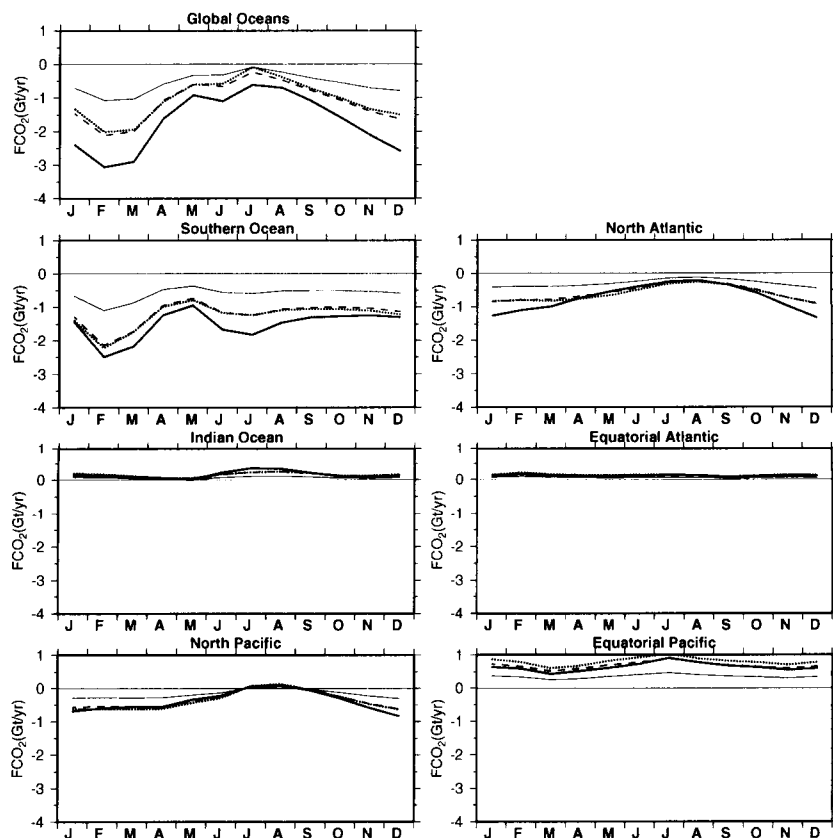 Global Oceans
FCO2(Gt/yr)
1
0
-1
-2
-3
-4
J F M A M J J A S O N D
Southern Ocean
FCO2(Gt/yr)
1
0
-1
-2
-3
-4
North Atlantic
FCO2(Gt/yr)
1
0
-1
-2
-3
-4
J F M A M J J A S O N D
J F M A M J J A S O N D
Indian Ocean
FCO2(Gt/yr)
1
0
-1
-2
-3
-4
Equatorial Atlantic
FCO2(Gt/yr)
1
0
-1
-2
-3
-4
J F M A M J J A S O N D
J F M A M J J A S O N D
North Pacific
FCO2(Gt/yr)
1
0
-1
-2
-3
-4
Equatorial Pacific
FCO2(Gt/yr)
1
0
-1
-2
-3
-4
J F M A M J J A S O N D
J F M A M J J A S O N D